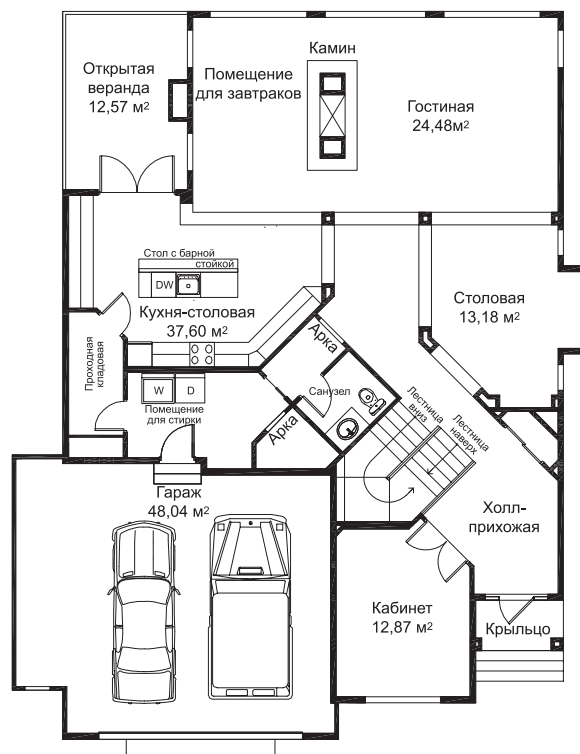 Открытая
веранда
12,57 м²
Помещение
для завтраков
Камин
Гостиная
24,48м²
Стол с барной
стойкой
DW
Кухня-столовая
37,60 м²
Столовая
13,18 м²
Проходная
кладовая
Арка
Санузел
W
D
Помещение
для стирки
Арка
Лестница
вниз
Лестница
наверх
Гараж
48,04 м²
Холл-
прихожая
Кабинет
12,87 м²
Крыльцо